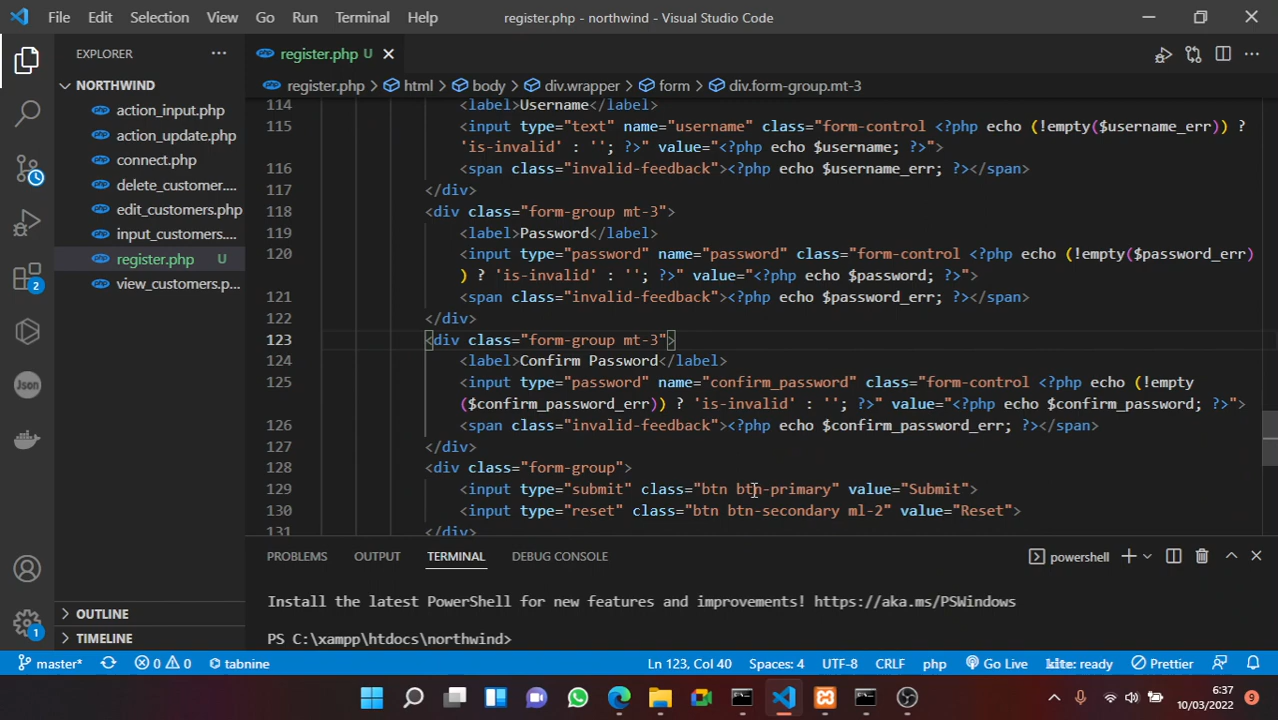 File Edit Selection View Go Run Terminal Help register.php - northwind - Visual Studio Code
EXPLORER
NORTHWIND
action_input.php
action_update.php
connect.php
delete_customer....
edit_customers.php
input_customers....
register.php U
view_customers.p...
OUTLINE
TIMELINE
2
1
Json
register.php U
register.php > html > body > div.wrapper > form > div.form-group.mt-3
114 <label>Username</label>
115 <input type="text" name="username" class="form-control <?php echo (!empty($username_err)) ?
'is-invalid' : ''; ?>" value="<?php echo $username; ?>">
116 <span class="invalid-feedback"><?php echo $username_err; ?></span>
117 </div>
118 <div class="form-group mt-3">
119 <label>Password</label>
120 <input type="password" name="password" class="form-control <?php echo (!empty($password_err)
) ? 'is-invalid' : ''; ?>" value="<?php echo $password; ?>">
121 <span class="invalid-feedback"><?php echo $password_err; ?></span>
122 </div>
123 <div class="form-group mt-3">
124 <label>Confirm Password</label>
125 <input type="password" name="confirm_password" class="form-control <?php echo (!empty
($confirm_password_err)) ? 'is-invalid' : ''; ?>" value="<?php echo $confirm_password; ?>">
126 <span class="invalid-feedback"><?php echo $confirm_password_err; ?></span>
127 </div>
128 <div class="form-group">
129 <input type="submit" class="btn btn-primary" value="Submit">
130 <input type="reset" class="btn btn-secondary ml-2" value="Reset">
131 </div>
PROBLEMS OUTPUT TERMINAL DEBUG CONSOLE powershell
Install the latest PowerShell for new features and improvements! https://aka.ms/PSWindows
PS C:\xampp\htdocs\northwind>
master* 0 0 tabnine Ln 123, Col 40 Spaces: 4 UTF-8 CRLF php Go Live kite: ready Prettier
6:37
10/03/2022 9